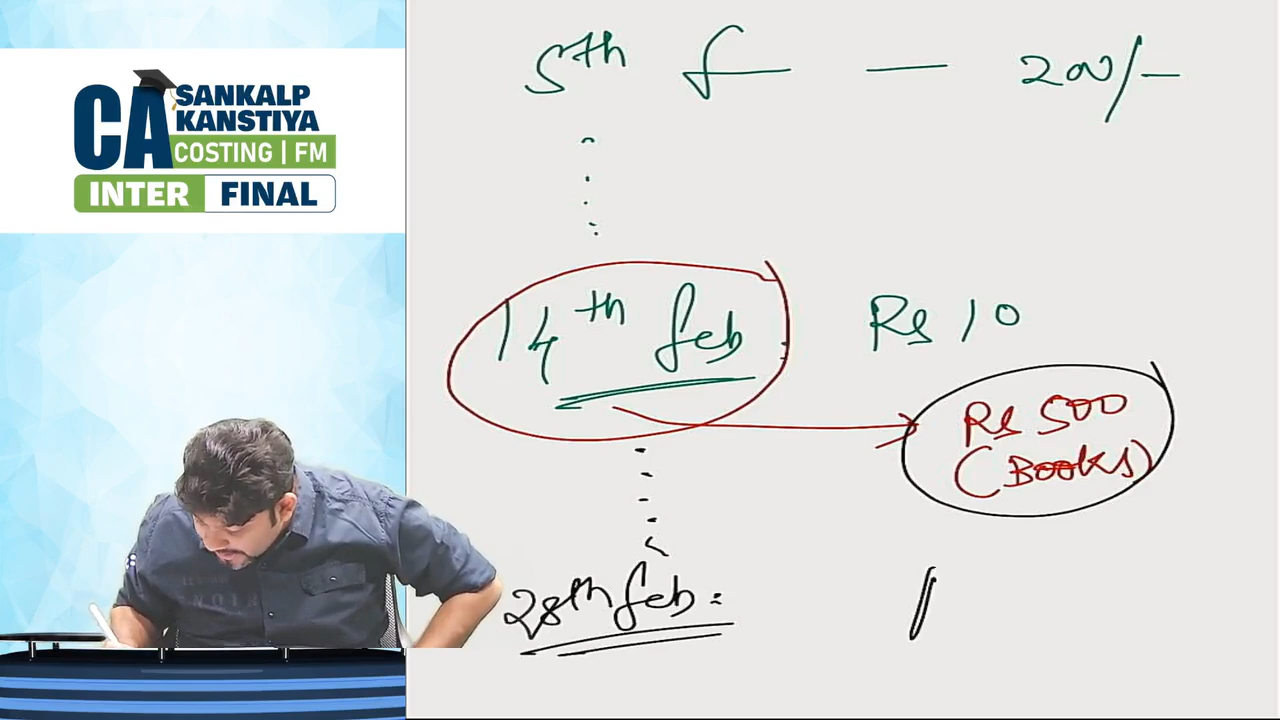 CA
SANKALP
KANSTIYA
COSTING | FM
INTER FINAL
5th f — 200/-
14th feb Rs 10
Rs 500
(Books)
28th feb: